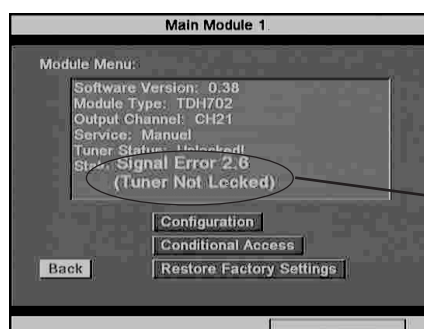 Main Module 1
Module Menu:
Software Version: 0.38
Module Type: TDH702
Output Channel: CH21
Service: Manuel
Tuner Status: Unlocked!
Signal Error 2.6
(Tuner Not Locked)
Configuration
Conditional Access
Back
Restore Factory Settings